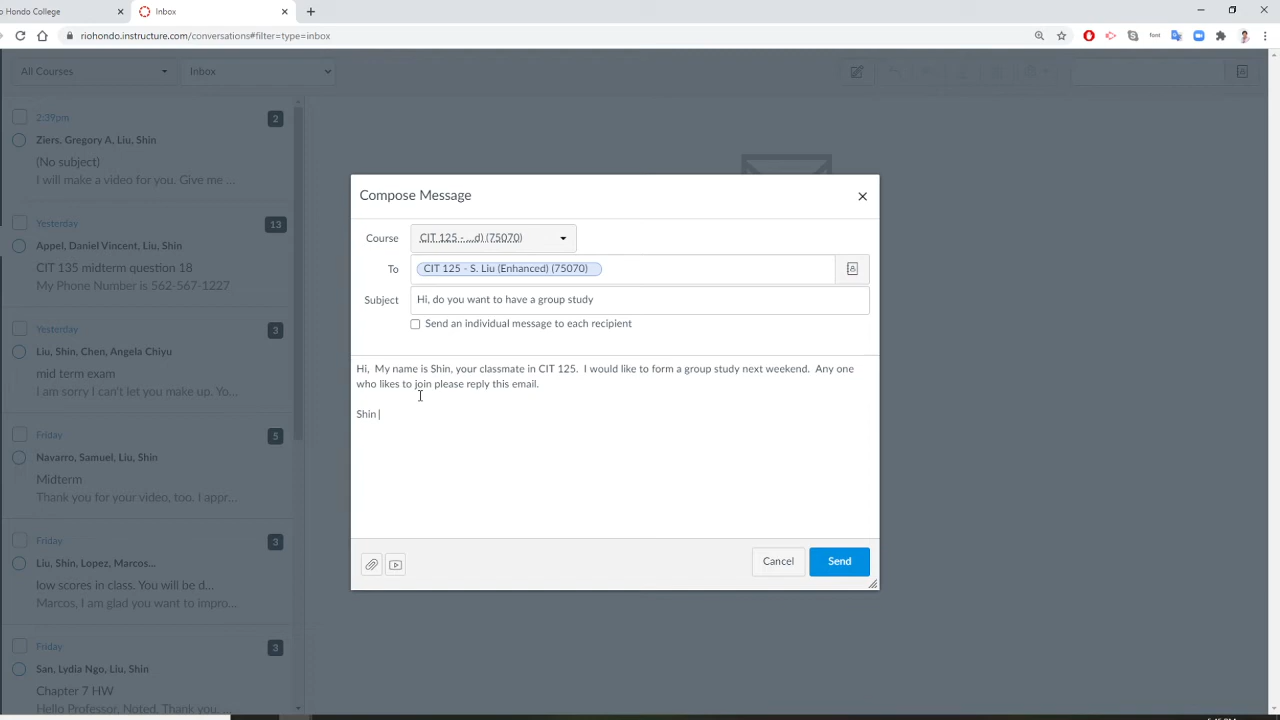 o Hondo College
Inbox
riohondo.instructure.com/conversations#filter=type=inbox
font
All Courses
Inbox
2:39pm
2
Ziers, Gregory A, Liu, Shin
(No subject)
I will make a video for you. Give me ...
Yesterday
13
Appel, Daniel Vincent, Liu, Shin
CIT 135 midterm question 18
My Phone Number is 562-567-1227
Yesterday
3
Liu, Shin, Chen, Angela Chiyu
mid term exam
I am sorry I can't let you make up. Yo...
Friday
5
Navarro, Samuel, Liu, Shin
Midterm
Thank you for your video, too. I appr...
Friday
3
Liu, Shin, Lopez, Marcos...
low scores in class. You will be d...
Marcos, I am glad you want to impro...
Friday
3
San, Lydia Ngo, Liu, Shin
Chapter 7 HW
Hello Professor, Noted. Thank you, ...
Compose Message
Course
CIT 125 - ...d) (75070)
To
CIT 125 - S. Liu (Enhanced) (75070)
Subject
Hi, do you want to have a group study
Send an individual message to each recipient
Hi,  My name is Shin, your classmate in CIT 125.  I would like to form a group study next weekend.  Any one
who likes to join please reply this email.
Shin
Cancel
Send